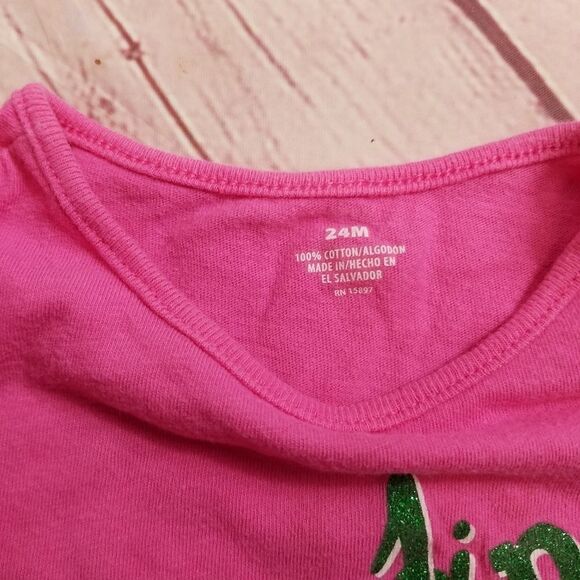 24M
100% COTTON/ALGODON
MADE IN/HECHO EN
EL SALVADOR
RN 15897